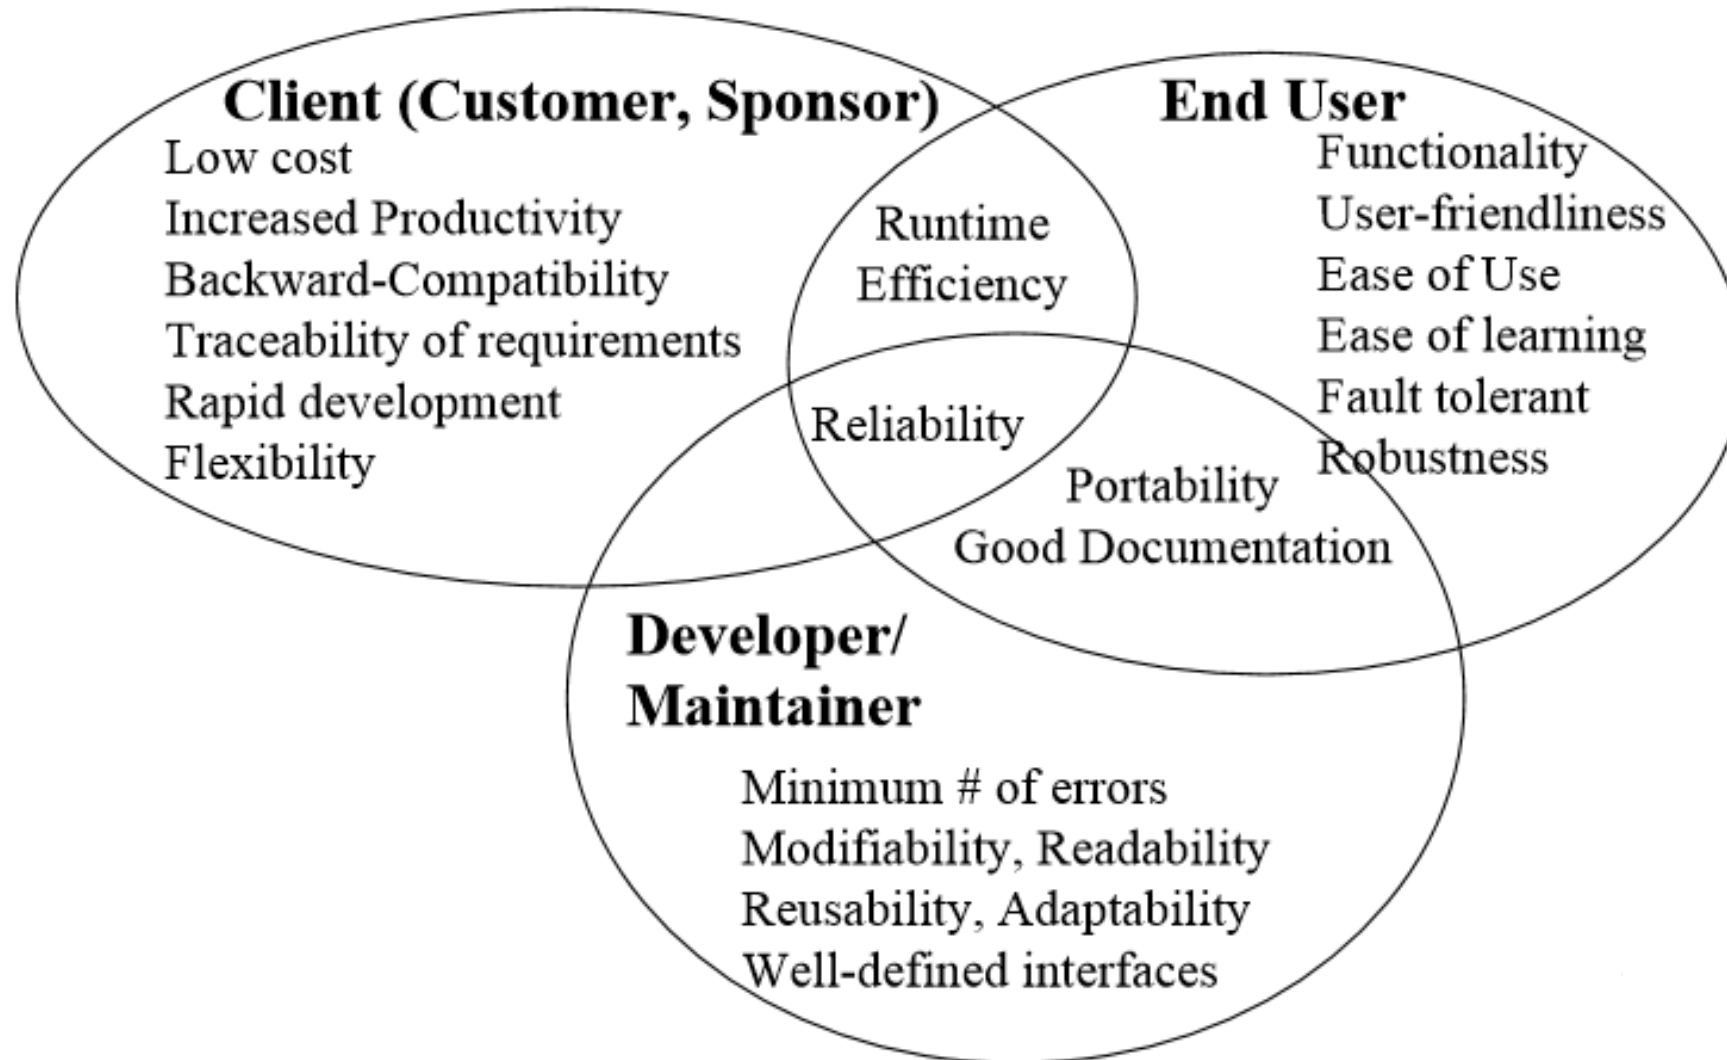 Client (Customer, Sponsor)
Low cost
Increased Productivity
Backward-Compatibility
Traceability of requirements
Rapid development
Flexibility
Runtime
Efficiency
Reliability
End User
Functionality
User-friendliness
Ease of Use
Ease of learning
Fault tolerant
Robustness
Portability
Good Documentation
Developer/
Maintainer
Minimum # of errors
Modifiability, Readability
Reusability, Adaptability
Well-defined interfaces